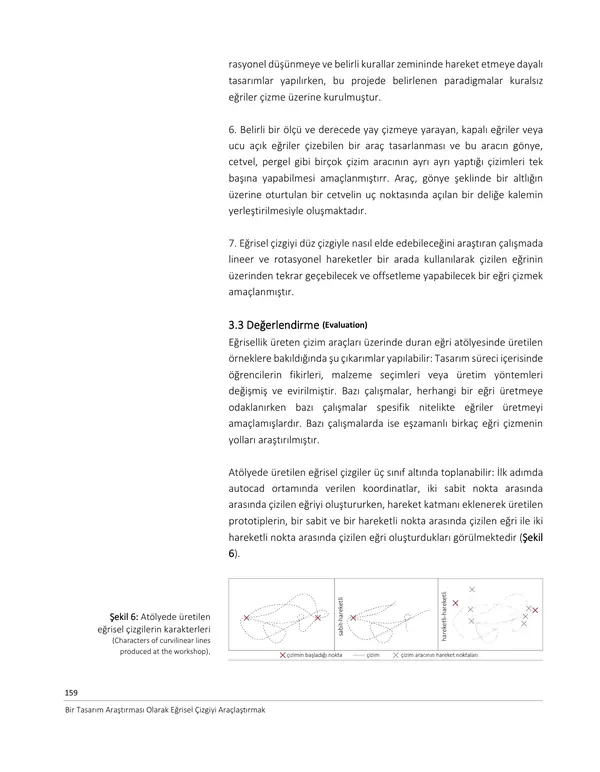 rasyonel düşünmeye ve belirli kurallar zemininde hareket etmeye dayalı
tasarımlar yapılırken, bu projede belirlenen paradigmalar kuralsız
eğriler çizme üzerine kurulmuştur.
6. Belirli bir ölçü ve derecede yay çizmeye yarayan, kapalı eğriler veya
ucu açık eğriler çizebilen bir araç tasarlanması ve bu aracın gönye,
cetvel, pergel gibi birçok çizim aracının ayrı ayrı yaptığı çizimleri tek
başına yapabilmesi amaçlanmıştırr. Araç, gönye şeklinde bir altlığın
üzerine oturtulan bir cetvelin uç noktasında açılan bir deliğe kalemin
yerleştirilmesiyle oluşmaktadır.
7. Eğrisel çizgiyi düz çizgiyle nasıl elde edebileceğini araştıran çalışmada
lineer ve rotasyonel hareketler bir arada kullanılarak çizilen eğrinin
üzerinden tekrar geçebilecek ve offsetleme yapabilecek bir eğri çizmek
amaçlanmıştır.
3.3 Değerlendirme (Evaluation)
Eğrisellik üreten çizim araçları üzerinde duran eğri atölyesinde üretilen
örneklere bakıldığında şu çıkarımlar yapılabilir: Tasarım süreci içerisinde
öğrencilerin fikirleri, malzeme seçimleri veya üretim yöntemleri
değişmiş ve evirilmiştir. Bazı çalışmalar, herhangi bir eğri üretmeye
odaklanırken bazı çalışmalar spesifik nitelikte eğriler üretmeyi
amaçlamışlardır. Bazı çalışmalarda ise eşzamanlı birkaç eğri çizmenin
yolları araştırılmıştır.
Atölyede üretilen eğrisel çizgiler üç sınıf altında toplanabilir: İlk adımda
autocad ortamında verilen koordinatlar, iki sabit nokta arasında
arasında çizilen eğriyi oluştururken, hareket katmanı eklenerek üretilen
prototiplerin, bir sabit ve bir hareketli nokta arasında çizilen eğri ile iki
hareketli nokta arasında çizilen eğri oluşturdukları görülmektedir (Şekil
6).
Şekil 6: Atölyede üretilen
eğrisel çizgilerin karakterleri
(Characters of curvilinear lines
produced at the workshop),
sabit-hareketli
hareketli-hareketli
çizimin başladığı nokta
çizim
çizim aracının hareket noktaları
159
Bir Tasarım Araştırması Olarak Eğrisel Çizgiyi Araçlaştırmak